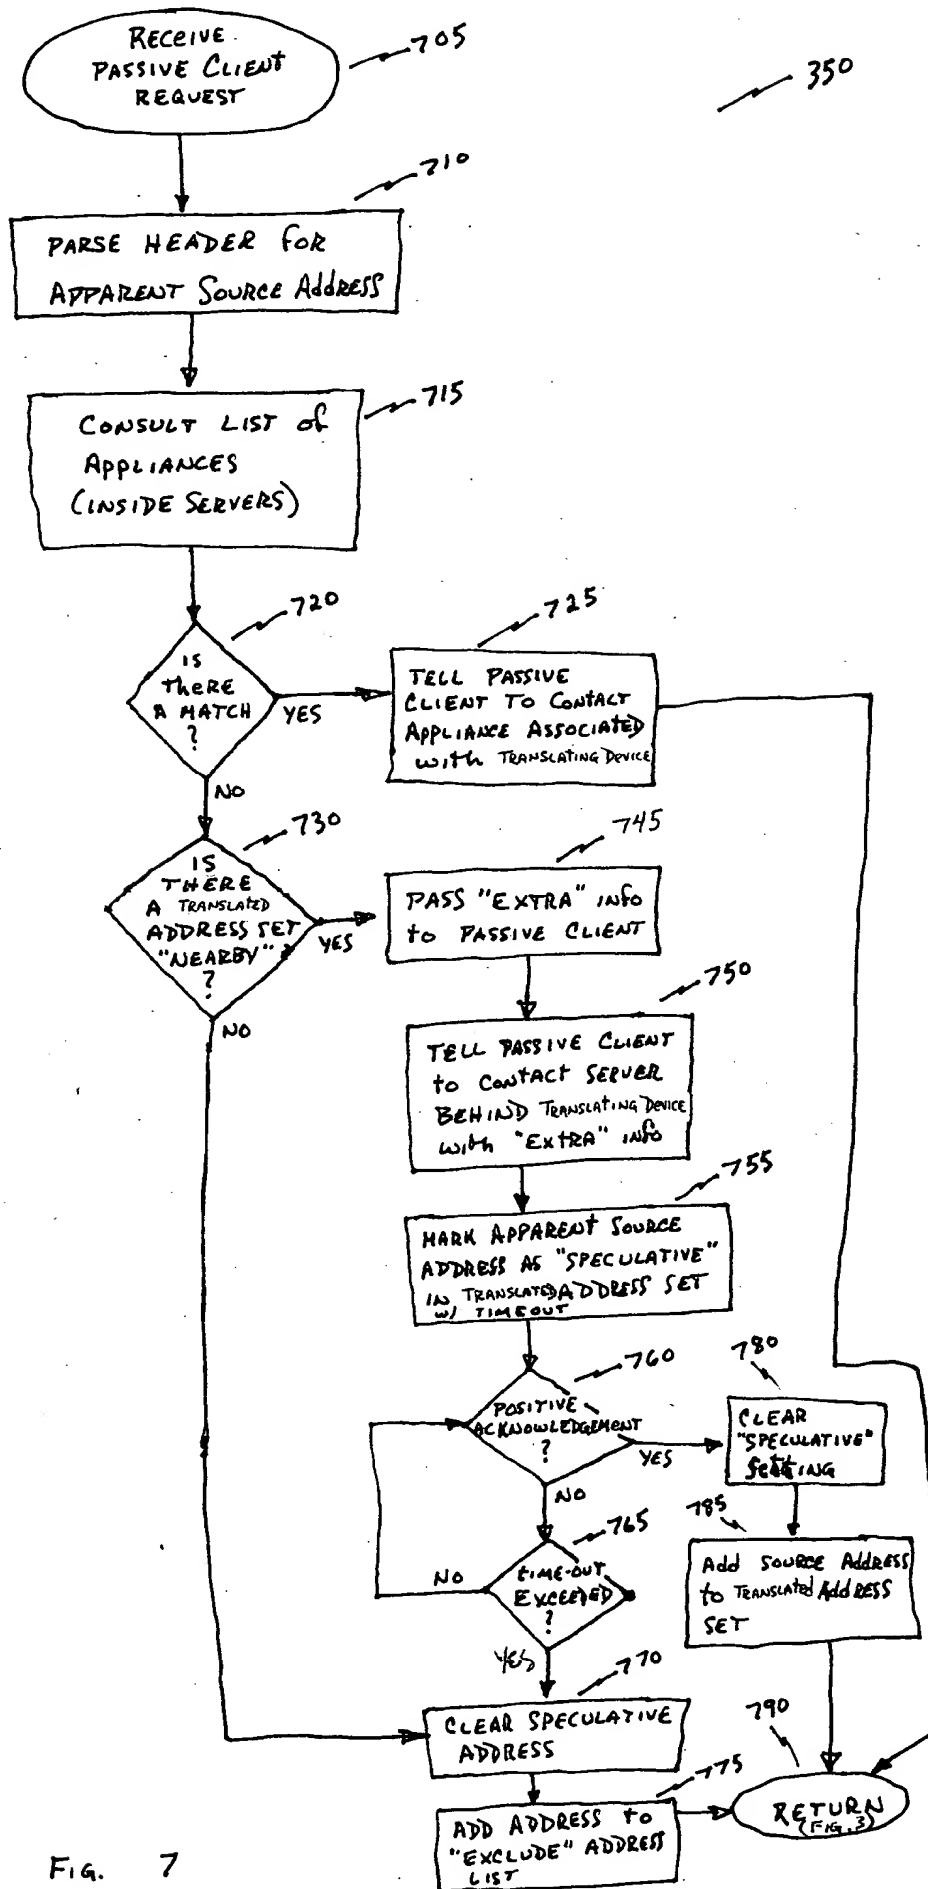 RECEIVE
PASSIVE CLIENT
REQUEST
705
350
710
PARSE HEADER FOR
APPARENT SOURCE ADDRESS
715
CONSULT LIST OF
APPLIANCES
(INSIDE SERVERS)
720
IS
THERE
A MATCH
?
YES
NO
725
TELL PASSIVE
CLIENT TO CONTACT
APPLIANCE ASSOCIATED
with TRANSLATING DEVICE
730
IS
THERE
A TRANSLATED
ADDRESS SET
"NEARBY"
?
YES
NO
745
PASS "EXTRA" info
to PASSIVE CLIENT
750
TELL PASSIVE CLIENT
to CONTACT SERVER
BEHIND TRANSLATING DEVICE
with "EXTRA" info
755
MARK APPARENT SOURCE
ADDRESS AS "SPECULATIVE"
IN TRANSLATED ADDRESS SET
W/ TIMEOUT
760
POSITIVE
ACKNOWLEDGEMENT
?
YES
NO
780
CLEAR
"SPECULATIVE"
SETTING
765
TIME-OUT
EXCEEDED
?
NO
YES
785
Add SOURCE ADDRESS
to TRANSLATED ADDRESS
SET
770
CLEAR SPECULATIVE
ADDRESS
775
ADD ADDRESS to
"EXCLUDE" ADDRESS
LIST
790
RETURN
(FIG. 3)
FIG. 7